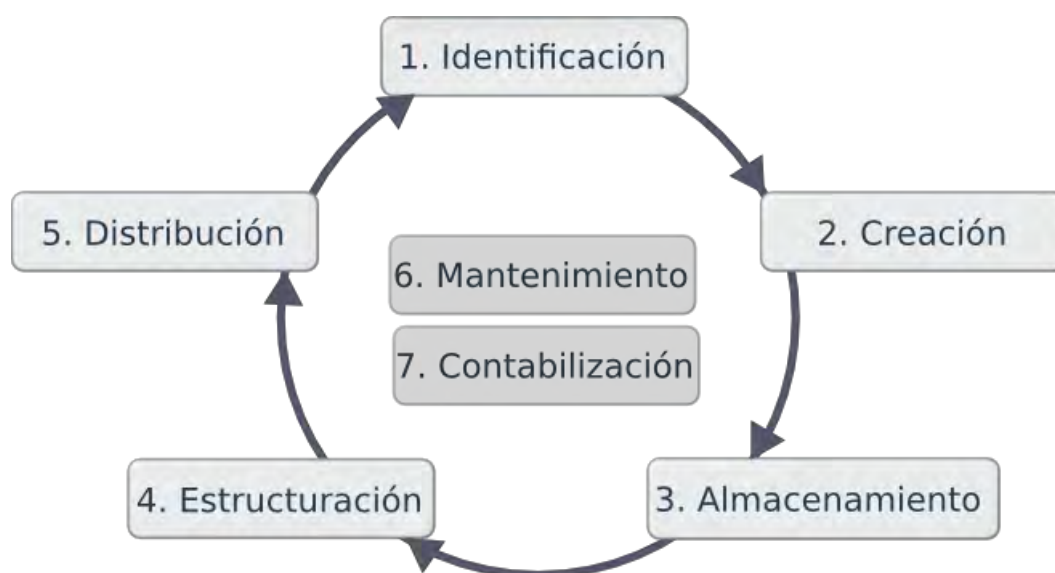 1. Identificación
2. Creación
3. Almacenamiento
4. Estructuración
5. Distribución
6. Mantenimiento
7. Contabilización